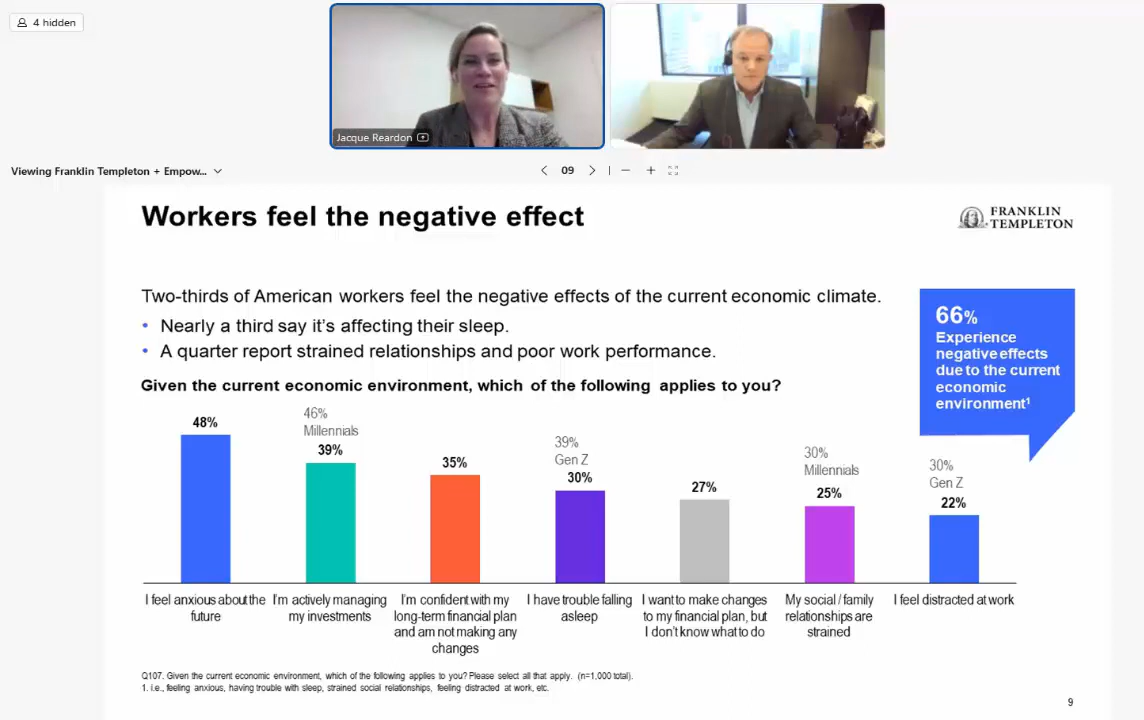 4 hidden
Jacque Reardon
Viewing Franklin Templeton + Empow...
09
Workers feel the negative effect
FRANKLIN
TEMPLETON
Two-thirds of American workers feel the negative effects of the current economic climate.
• Nearly a third say it's affecting their sleep.
• A quarter report strained relationships and poor work performance.
66%
Experience
negative effects
due to the current
economic
environment¹
Given the current economic environment, which of the following applies to you?
48%
46%
Millennials
39%
35%
39%
Gen Z
30%
27%
30%
Millennials
25%
30%
Gen Z
22%
I feel anxious about the
future
I'm actively managing
my investments
I'm confident with my
long-term financial plan
and am not making any
changes
I have trouble falling
asleep
I want to make changes
to my financial plan, but
I don't know what to do
My social / family
relationships are
strained
I feel distracted at work
Q107. Given the current economic environment, which of the following applies to you? Please select all that apply. (n=1,000 total).
1. i.e., feeling anxious, having trouble with sleep, strained social relationships, feeling distracted at work, etc.
9